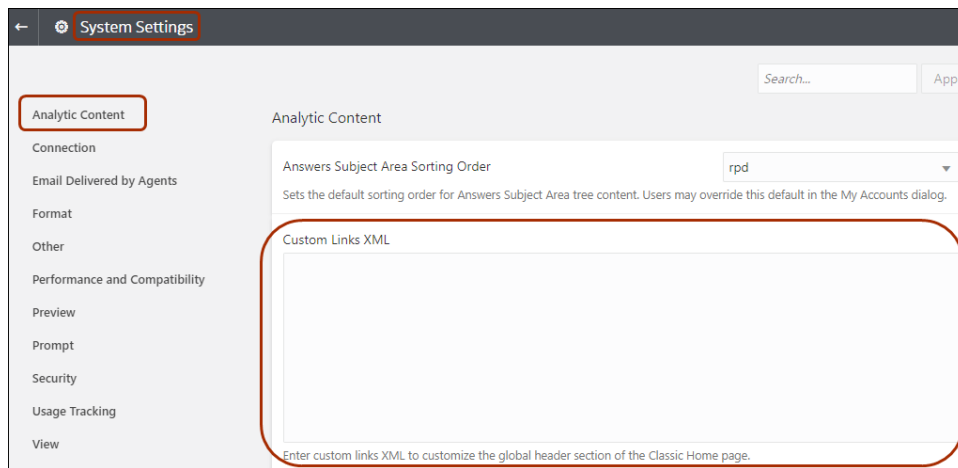 System Settings
Search...
App
Analytic Content
Connection
Email Delivered by Agents
Format
Other
Performance and Compatibility
Preview
Prompt
Security
Usage Tracking
View
Analytic Content
Answers Subject Area Sorting Order
rpd
Sets the default sorting order for Answers Subject Area tree content. Users may override this default in the My Accounts dialog.
Custom Links XML
Enter custom links XML to customize the global header section of the Classic Home page.